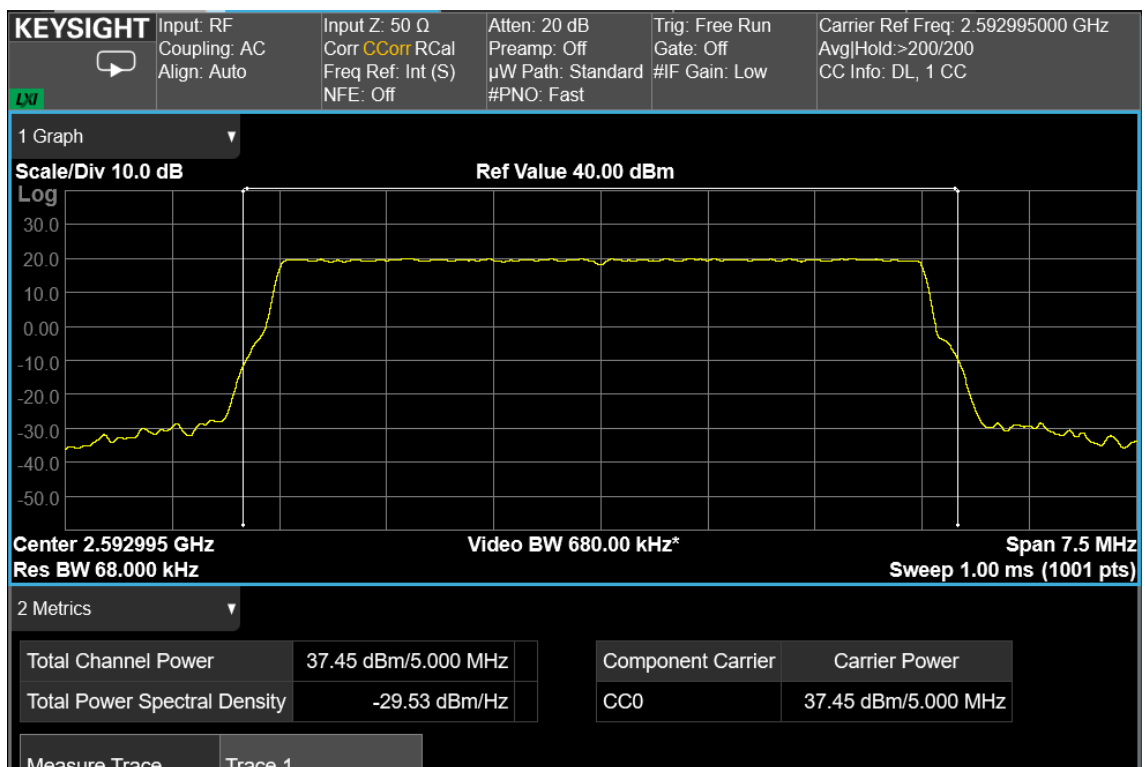 KEYSIGHT
Input: RF
Coupling: AC
Align: Auto
Input Z: 50 Ω
Corr CCorr RCal
Freq Ref: Int (S)
NFE: Off
Atten: 20 dB
Preamp: Off
µW Path: Standard
#PNO: Fast
Trig: Free Run
Gate: Off
#IF Gain: Low
Carrier Ref Freq: 2.592995000 GHz
Avg|Hold:>200/200
CC Info: DL, 1 CC
LXI
1 Graph
Scale/Div 10.0 dB
Ref Value 40.00 dBm
Log
30.0
20.0
10.0
0.00
-10.0
-20.0
-30.0
-40.0
-50.0
Center 2.592995 GHz
Video BW 680.00 kHz*
Span 7.5 MHz
Res BW 68.000 kHz
Sweep 1.00 ms (1001 pts)
2 Metrics
Total Channel Power 37.45 dBm/5.000 MHz
Total Power Spectral Density -29.53 dBm/Hz
Component Carrier Carrier Power
CC0 37.45 dBm/5.000 MHz
Measure Trace Trace 1